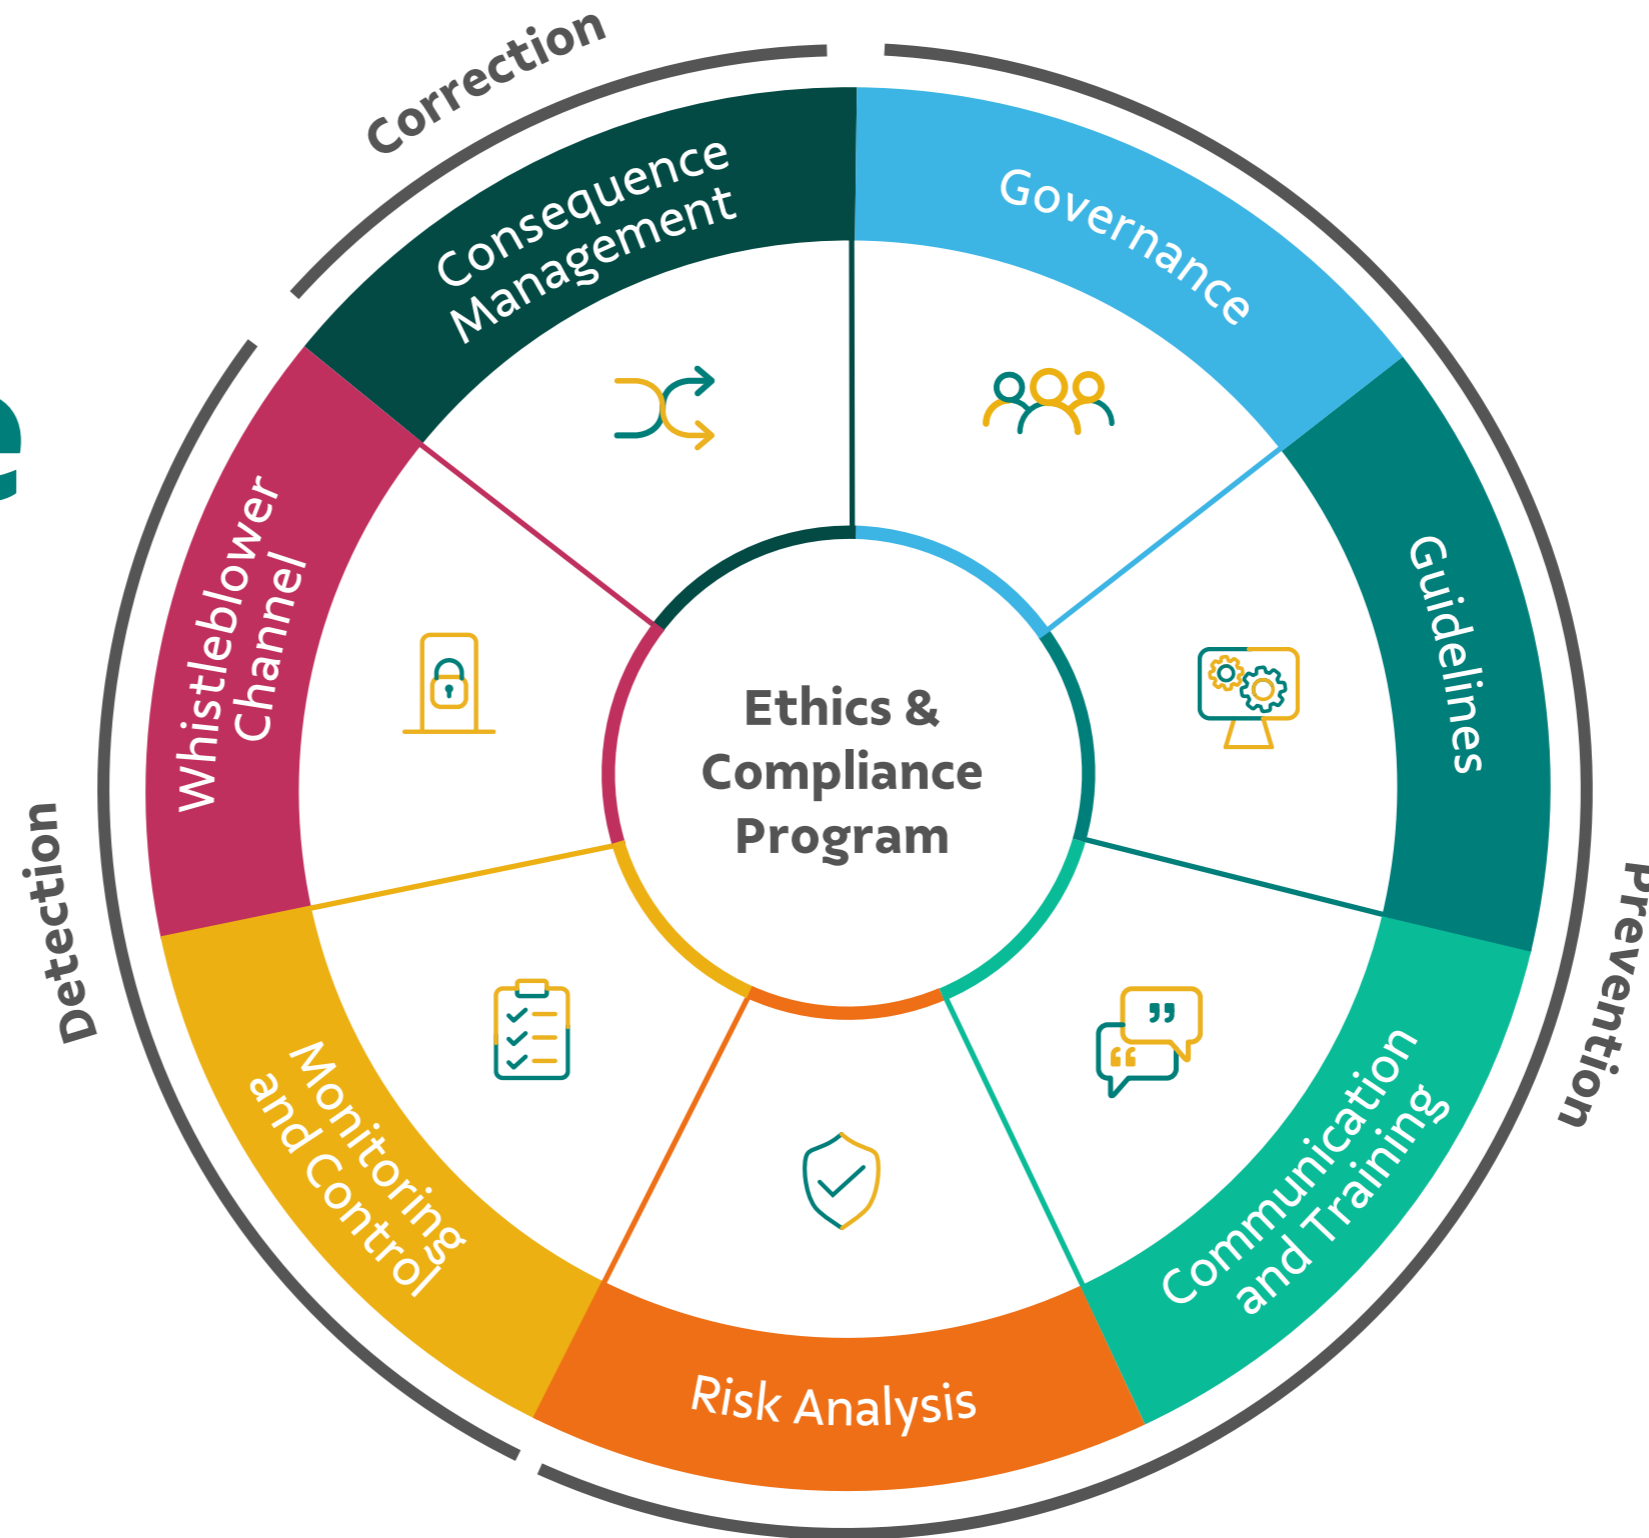 Correction
Consequence
Management
Governance
Guidelines
Whistleblower
Channel
Ethics &
Compliance
Program
Detection
Prevention
Monitoring
and Control
Communication
and Training
Risk Analysis
e